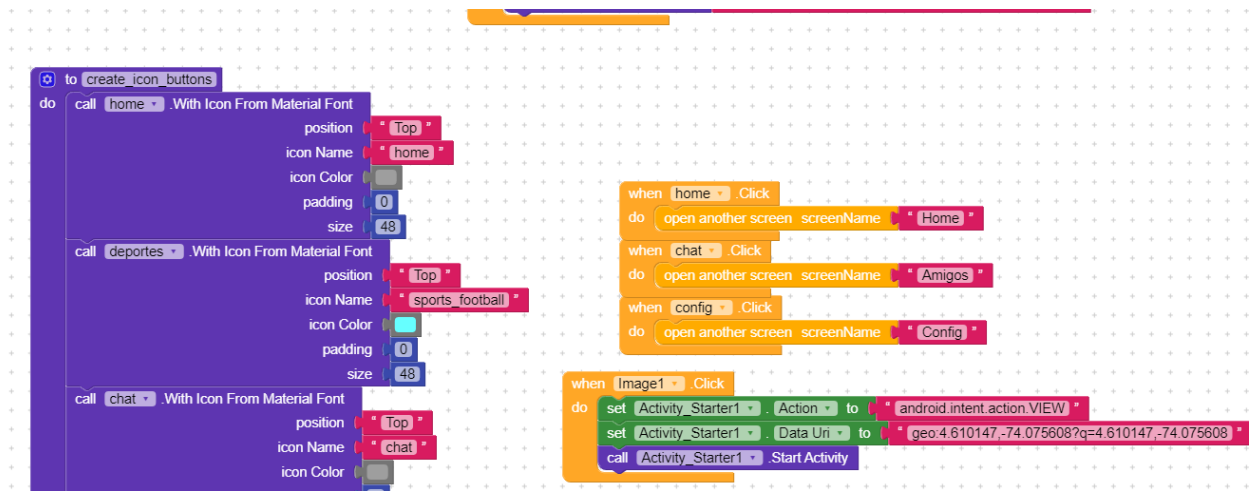 to create_icon_buttons
do call home .With Icon From Material Font
position " Top "
icon Name " home "
icon Color
padding 0
size 48
call deportes .With Icon From Material Font
position " Top "
icon Name " sports_football "
icon Color
padding 0
size 48
call chat .With Icon From Material Font
position " Top "
icon Name " chat "
icon Color
when home .Click
do open another screen screenName " Home "
when chat .Click
do open another screen screenName " Amigos "
when config .Click
do open another screen screenName " Config "
when Image1 .Click
do set Activity_Starter1 . Action to " android.intent.action.VIEW "
set Activity_Starter1 . Data Uri to " geo:4.610147,-74.075608?q=4.610147,-74.075608 "
call Activity_Starter1 .Start Activity